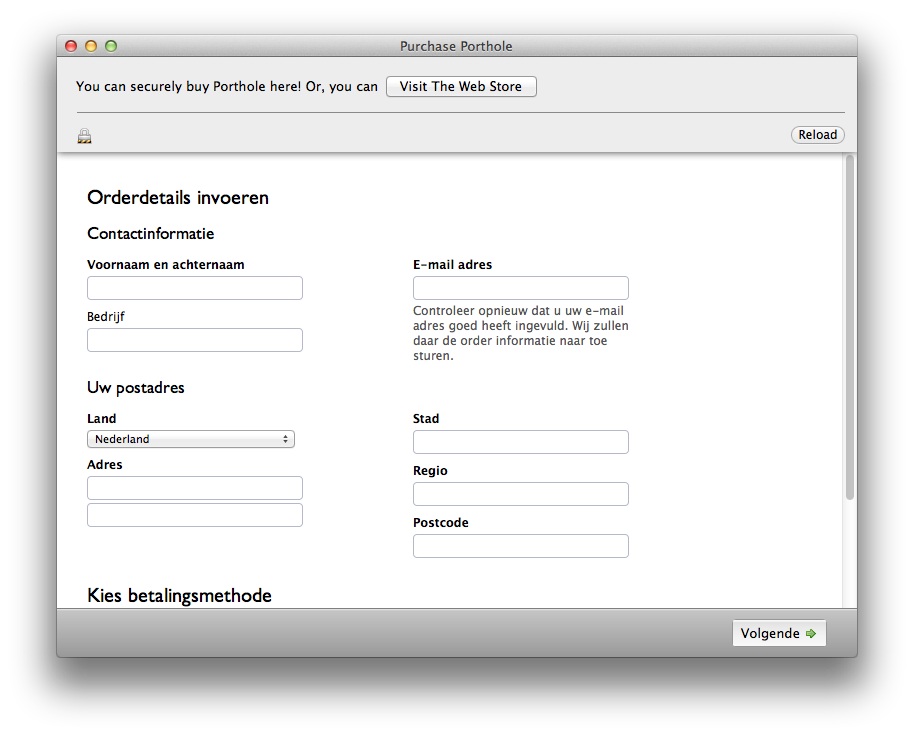 Purchase Porthole
You can securely buy Porthole here! Or, you can Visit The Web Store
Reload
Orderdetails invoeren
Contactinformatie
Voornaam en achternaam
E-mail adres
Controleer opnieuw dat u uw e-mail
adres goed heeft ingevuld. Wij zullen
daar de order informatie naar toe
sturen.
Bedrijf
Uw postadres
Land
Nederland
Stad
Adres
Regio
Postcode
Kies betalingsmethode
Volgende